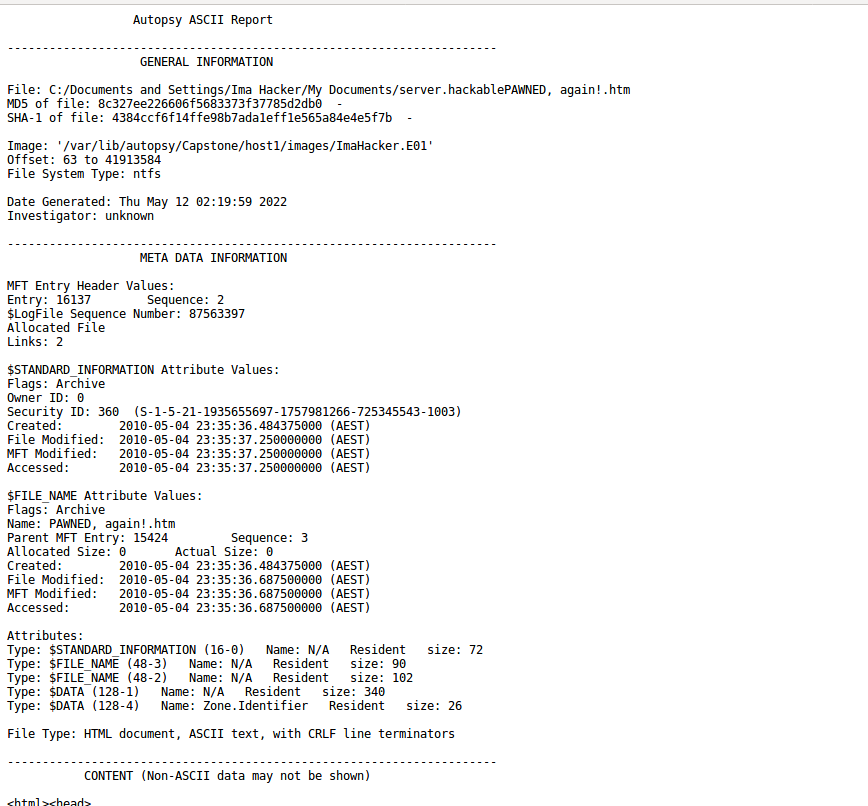 Autopsy ASCII Report
----------------------------------------------------------------------
GENERAL INFORMATION
File: C:/Documents and Settings/Ima Hacker/My Documents/server.hackablePAWNED, again!.htm
MD5 of file: 8c327ee226606f5683373f37785d2db0  -
SHA-1 of file: 4384ccf6f14ffe98b7ada1eff1e565a84e4e5f7b  -
Image: '/var/lib/autopsy/Capstone/host1/images/ImaHacker.E01'
Offset: 63 to 41913584
File System Type: ntfs
Date Generated: Thu May 12 02:19:59 2022
Investigator: unknown
----------------------------------------------------------------------
META DATA INFORMATION
MFT Entry Header Values:
Entry: 16137        Sequence: 2
$LogFile Sequence Number: 87563397
Allocated File
Links: 2
$STANDARD_INFORMATION Attribute Values:
Flags: Archive
Owner ID: 0
Security ID: 360  (S-1-5-21-1935655697-1757981266-725345543-1003)
Created:        2010-05-04 23:35:36.484375000 (AEST)
File Modified:  2010-05-04 23:35:37.250000000 (AEST)
MFT Modified:   2010-05-04 23:35:37.250000000 (AEST)
Accessed:       2010-05-04 23:35:37.250000000 (AEST)
$FILE_NAME Attribute Values:
Flags: Archive
Name: PAWNED, again!.htm
Parent MFT Entry: 15424         Sequence: 3
Allocated Size: 0       Actual Size: 0
Created:        2010-05-04 23:35:36.484375000 (AEST)
File Modified:  2010-05-04 23:35:36.687500000 (AEST)
MFT Modified:   2010-05-04 23:35:36.687500000 (AEST)
Accessed:       2010-05-04 23:35:36.687500000 (AEST)
Attributes:
Type: $STANDARD_INFORMATION (16-0)   Name: N/A   Resident   size: 72
Type: $FILE_NAME (48-3)   Name: N/A   Resident   size: 90
Type: $FILE_NAME (48-2)   Name: N/A   Resident   size: 102
Type: $DATA (128-1)   Name: N/A   Resident   size: 340
Type: $DATA (128-4)   Name: Zone.Identifier   Resident   size: 26
File Type: HTML document, ASCII text, with CRLF line terminators
----------------------------------------------------------------------
CONTENT (Non-ASCII data may not be shown)
<html><head>